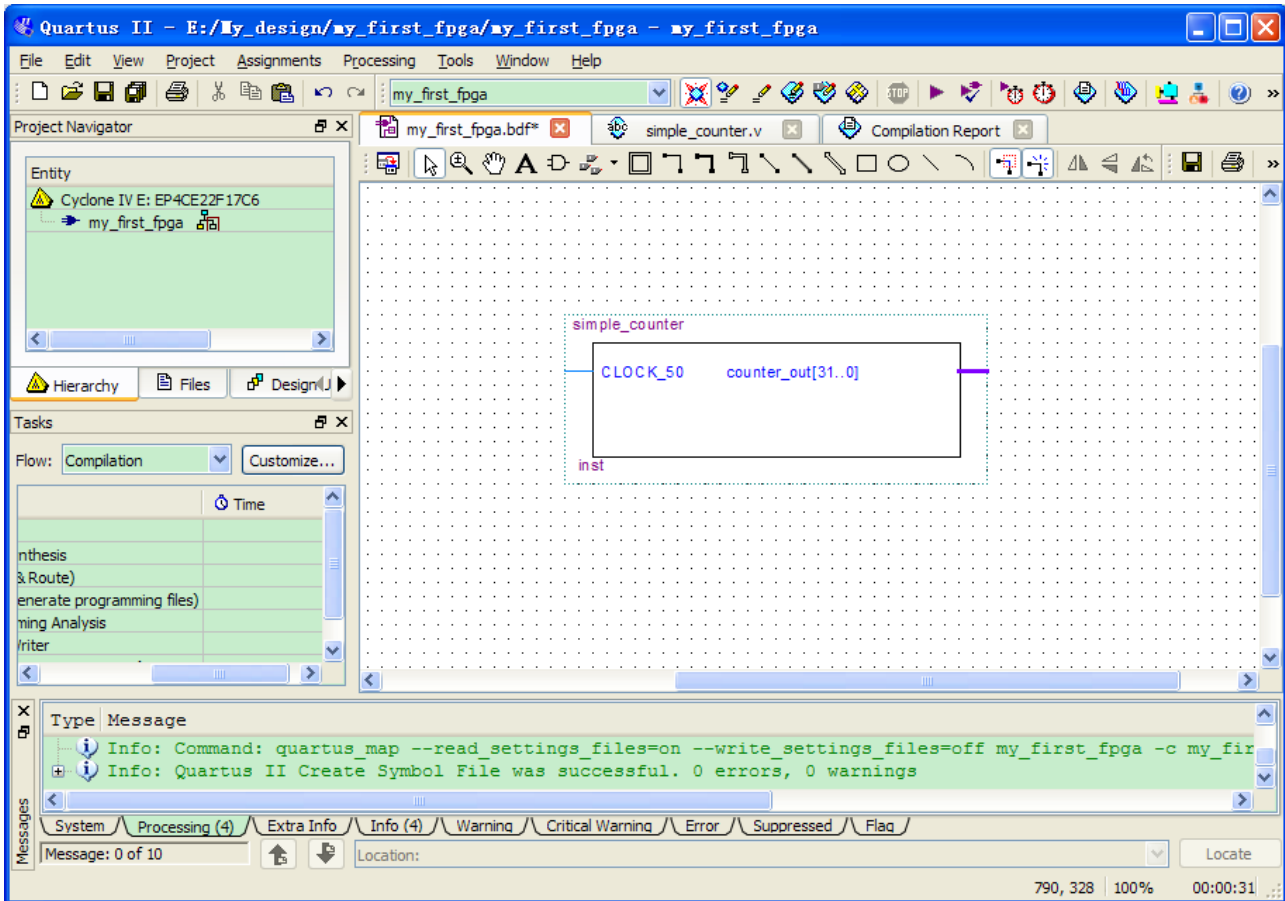 Quartus II - E:/My_design/my_first_fpga/my_first_fpga - my_first_fpga
File Edit View Project Assignments Processing Tools Window Help
my_first_fpga
STOP
Project Navigator
my_first_fpga.bdf*
abc simple_counter.v
Compilation Report
A
Entity
Cyclone IV E: EP4CE22F17C6
my_first_fpga
simple_counter
CLOCK_50 counter_out[31..0]
inst
Hierarchy Files Design
Tasks
Flow: Compilation Customize...
Time
nthesis
& Route)
enerate programming files)
ming Analysis
riter
Type Message
Info: Command: quartus_map --read_settings_files=on --write_settings_files=off my_first_fpga -c my_fir
Info: Quartus II Create Symbol File was successful. 0 errors, 0 warnings
Messages
System Processing (4) Extra Info Info (4) Warning Critical Warning Error Suppressed Flag
Message: 0 of 10
Location:
Locate
790, 328 100% 00:00:31